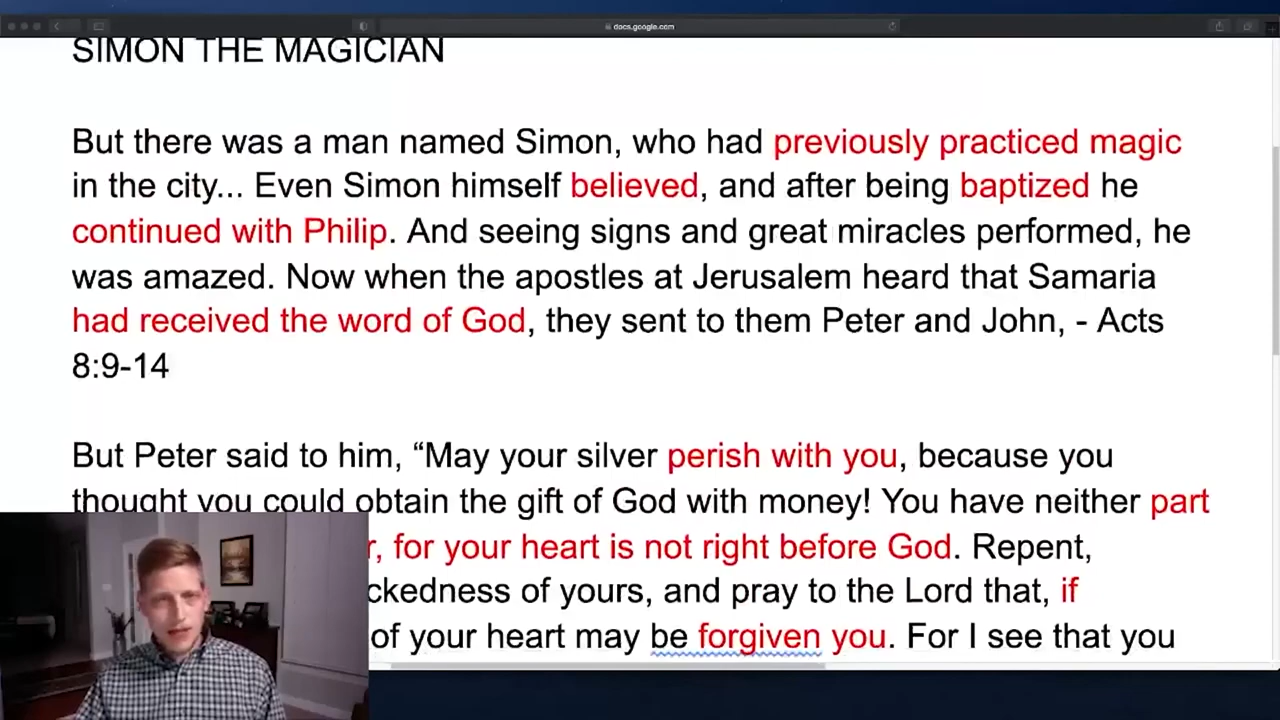 docs.google.com
SIMON THE MAGICIAN
But there was a man named Simon, who had previously practiced magic
in the city... Even Simon himself believed, and after being baptized he
continued with Philip. And seeing signs and great miracles performed, he
was amazed. Now when the apostles at Jerusalem heard that Samaria
had received the word of God, they sent to them Peter and John, - Acts
8:9-14
But Peter said to him, “May your silver perish with you, because you
thought you could obtain the gift of God with money! You have neither part
r, for your heart is not right before God. Repent,
ckedness of yours, and pray to the Lord that, if
of your heart may be forgiven you. For I see that you